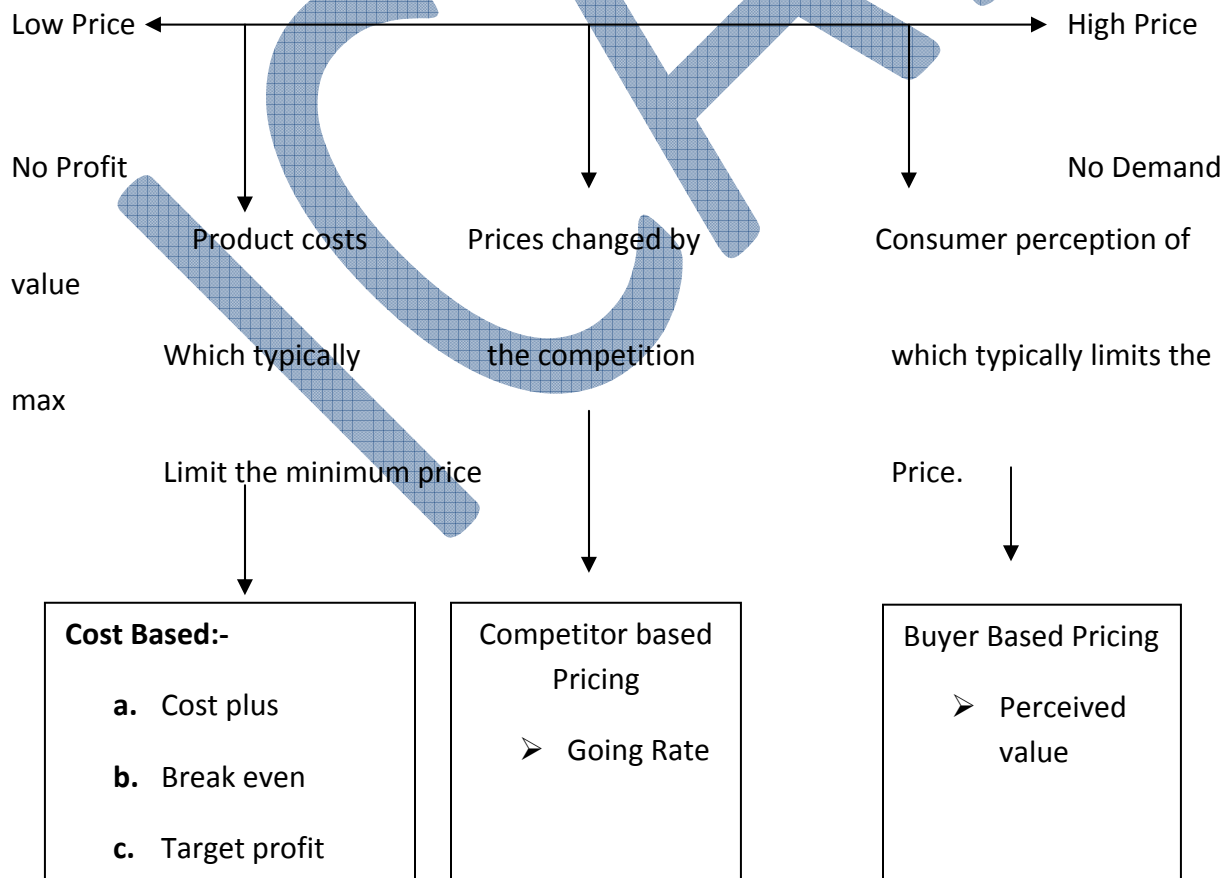 Low Price High Price
No Profit No Demand
Product costs Prices changed by Consumer perception of
value
Which typically the competition which typically limits the
max
Limit the minimum price Price.
Cost Based:-
a. Cost plus
b. Break even
c. Target profit
Competitor based
Pricing
➢ Going Rate
Buyer Based Pricing
➢ Perceived
value